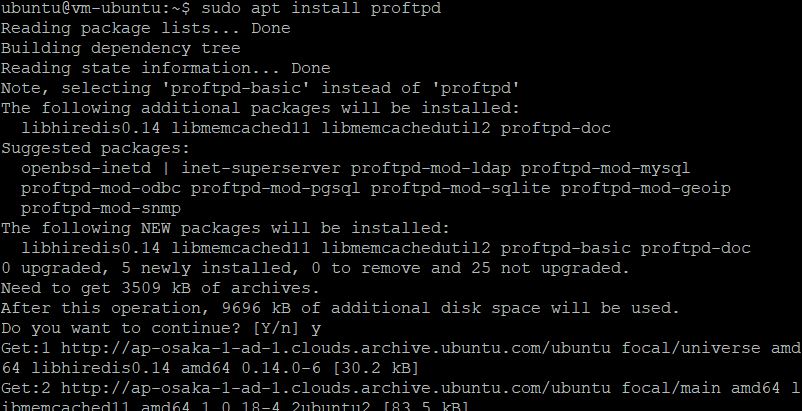 ubuntu@vm-ubuntu:~$ sudo apt install proftpd
Reading package lists... Done
Building dependency tree
Reading state information... Done
Note, selecting 'proftpd-basic' instead of 'proftpd'
The following additional packages will be installed:
  libhiredis0.14 libmemcached11 libmemcachedutil2 proftpd-doc
Suggested packages:
  openbsd-inetd | inet-superserver proftpd-mod-ldap proftpd-mod-mysql
  proftpd-mod-odbc proftpd-mod-pgsql proftpd-mod-sqlite proftpd-mod-geoip
  proftpd-mod-snmp
The following NEW packages will be installed:
  libhiredis0.14 libmemcached11 libmemcachedutil2 proftpd-basic proftpd-doc
0 upgraded, 5 newly installed, 0 to remove and 25 not upgraded.
Need to get 3509 kB of archives.
After this operation, 9696 kB of additional disk space will be used.
Do you want to continue? [Y/n] y
Get:1 http://ap-osaka-1-ad-1.clouds.archive.ubuntu.com/ubuntu focal/universe amd
64 libhiredis0.14 amd64 0.14.0-6 [30.2 kB]
Get:2 http://ap-osaka-1-ad-1.clouds.archive.ubuntu.com/ubuntu focal/main amd64 l
ibmemcached11 amd64 1.0.18-4.2ubuntu2 [83.5 kB]